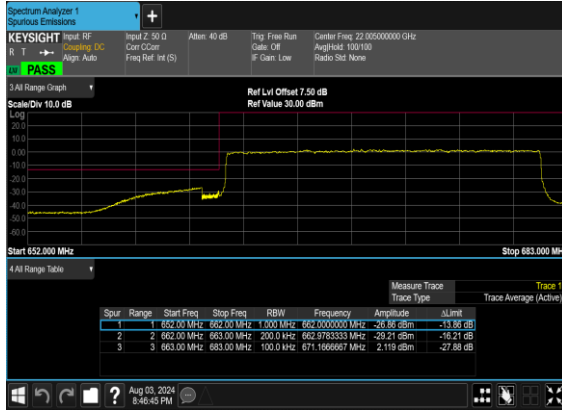 Spectrum Analyzer 1
Spurious Emissions
+
KEYSIGHT Input: RF Input Z: 50 Ω Atten: 40 dB Trig: Free Run Center Freq: 22.005000000 GHz
R T Coupling: DC Corr CCorr Gate: Off Avg|Hold: 100/100
Align: Auto Freq Ref: Int (S) IF Gain: Low Radio Std: None
PASS
3 All Range Graph
Ref Lvl Offset 7.50 dB
Scale/Div 10.0 dB Ref Value 30.00 dBm
Log
20.0
10.0
0.00
-10.0
-20.0
-30.0
-40.0
-50.0
-60.0
Start 652.000 MHz Stop 683.000 MHz
4 All Range Table
Measure Trace Trace 1
Trace Type Trace Average (Active)
Spur Range Start Freq Stop Freq RBW Frequency Amplitude ΔLimit
1 1 652.00 MHz 662.00 MHz 1.000 MHz 662.0000000 MHz -26.86 dBm -13.86 dB
2 2 662.00 MHz 663.00 MHz 200.0 kHz 662.9783333 MHz -29.21 dBm -16.21 dB
3 3 663.00 MHz 683.00 MHz 100.0 kHz 671.1666667 MHz 2.119 dBm -27.88 dB
? Aug 03, 2024
8:46:45 PM